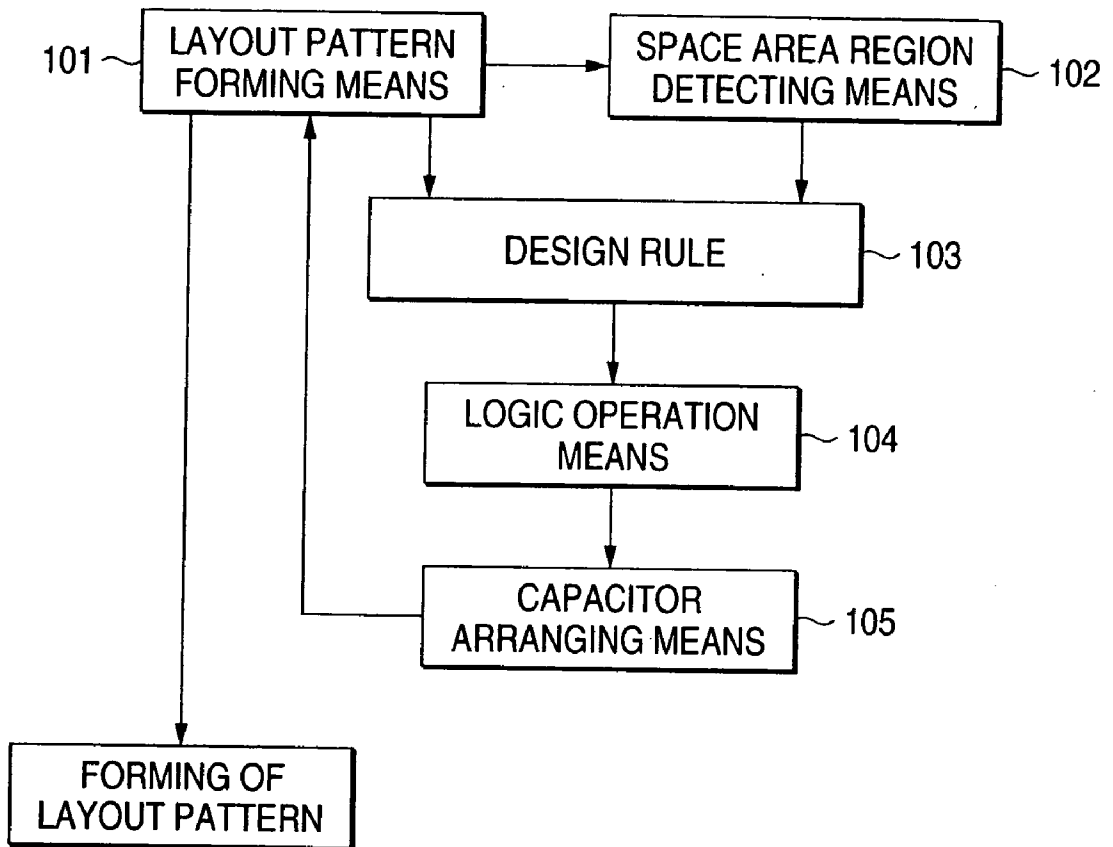 101
LAYOUT PATTERN
FORMING MEANS
SPACE AREA REGION
DETECTING MEANS
102
DESIGN RULE
103
LOGIC OPERATION
MEANS
104
CAPACITOR
ARRANGING MEANS
105
FORMING OF
LAYOUT PATTERN